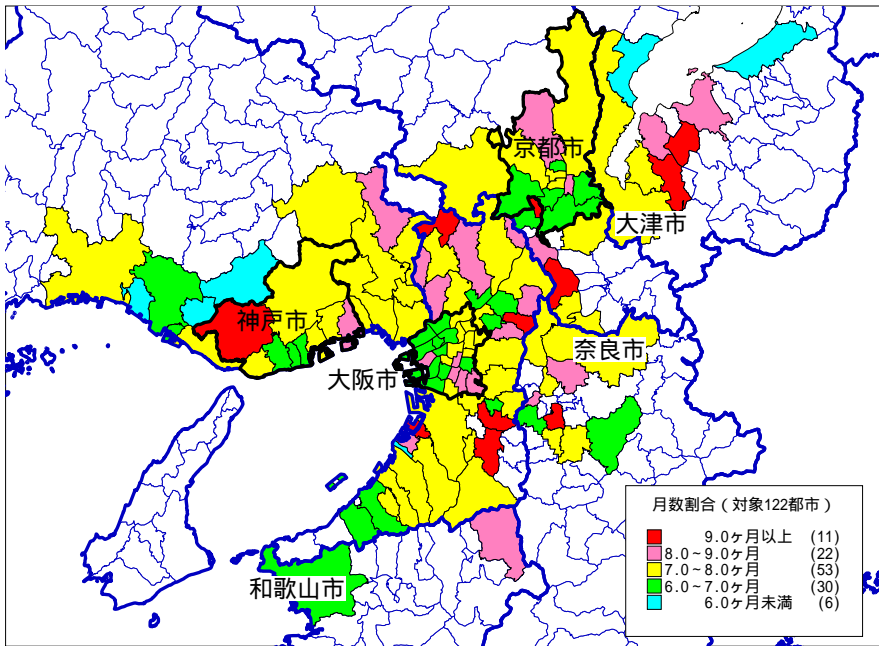 京都市
大津市
神戸市
奈良市
大阪市
和歌山市
月数割合(対象122都市)
9.0ヶ月以上 (11)
8.0~9.0ヶ月 (22)
7.0~8.0ヶ月 (53)
6.0~7.0ヶ月 (30)
6.0ヶ月未満 (6)